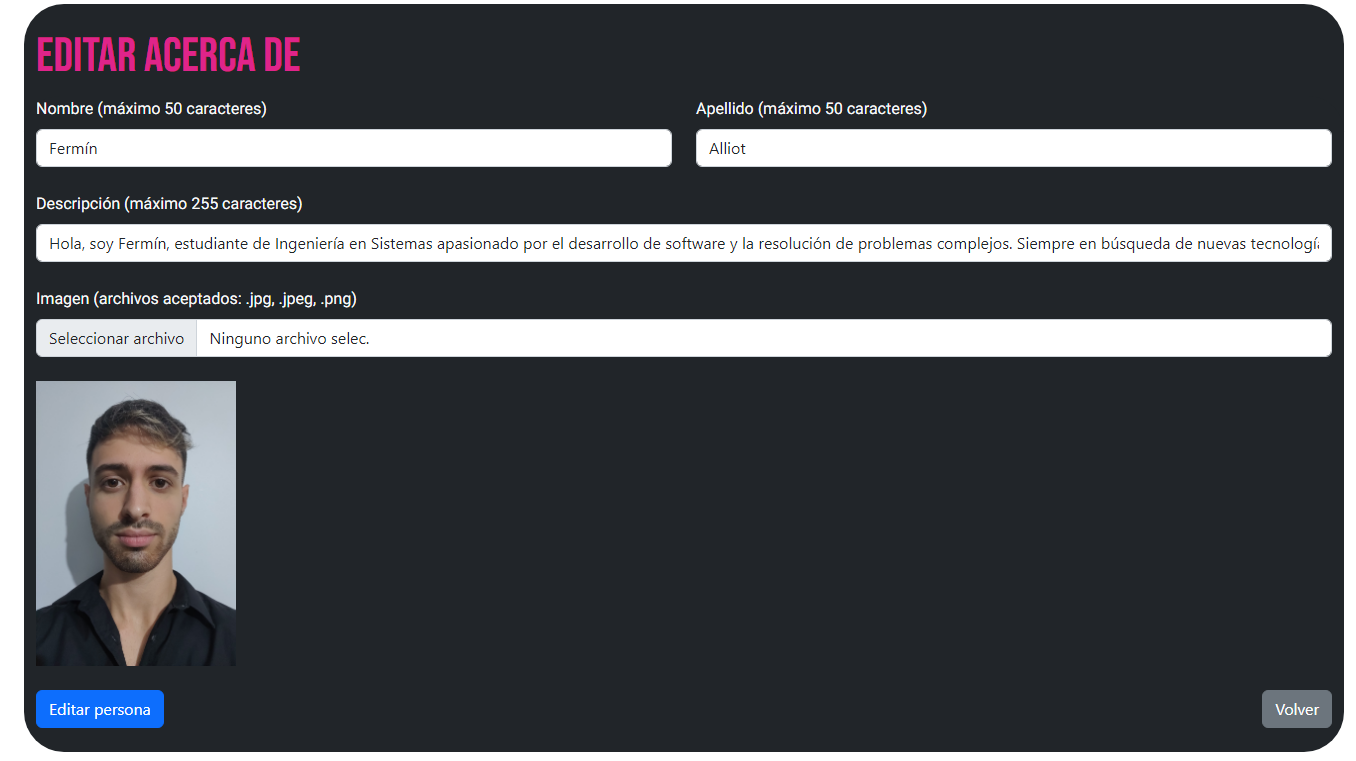 EDITAR ACERCA DE
Nombre (máximo 50 caracteres)
Apellido (máximo 50 caracteres)
Fermín
Alliot
Descripción (máximo 255 caracteres)
Hola, soy Fermín, estudiante de Ingeniería en Sistemas apasionado por el desarrollo de software y la resolución de problemas complejos. Siempre en búsqueda de nuevas tecnologí
Imagen (archivos aceptados: .jpg, .jpeg, .png)
Seleccionar archivo Ninguno archivo selec.
Editar persona
Volver